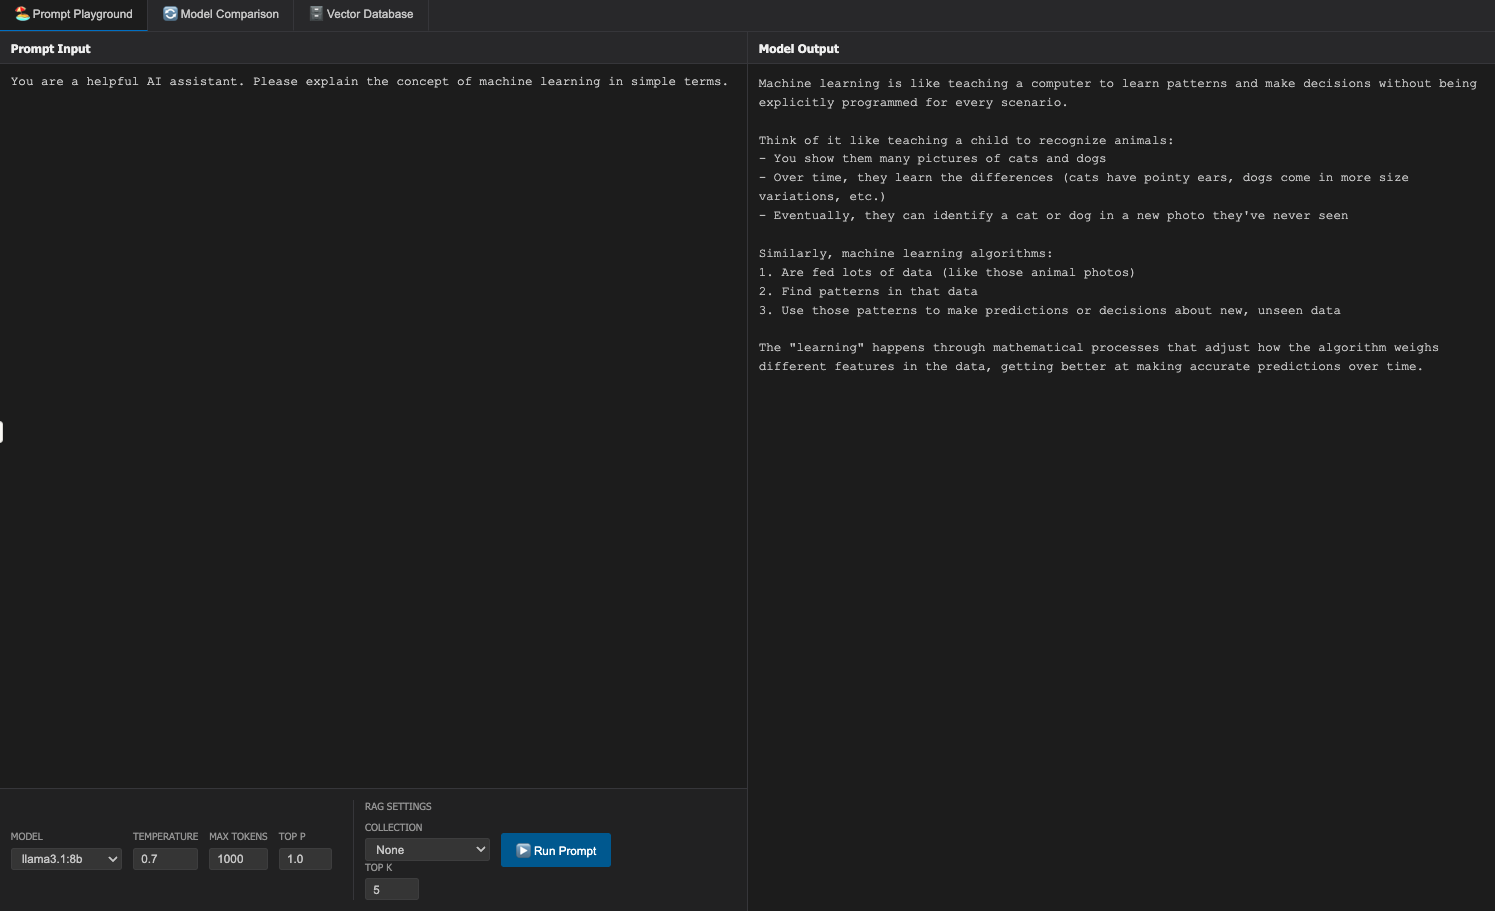 Prompt Playground
Model Comparison
Vector Database
Prompt Input
You are a helpful AI assistant. Please explain the concept of machine learning in simple terms.
MODEL
llama3.1:8b
TEMPERATURE
0.7
MAX TOKENS
1000
TOP P
1.0
RAG SETTINGS
COLLECTION
None
TOP K
5
Run Prompt
Model Output
Machine learning is like teaching a computer to learn patterns and make decisions without being
explicitly programmed for every scenario.
Think of it like teaching a child to recognize animals:
- You show them many pictures of cats and dogs
- Over time, they learn the differences (cats have pointy ears, dogs come in more size
variations, etc.)
- Eventually, they can identify a cat or dog in a new photo they've never seen
Similarly, machine learning algorithms:
1. Are fed lots of data (like those animal photos)
2. Find patterns in that data
3. Use those patterns to make predictions or decisions about new, unseen data
The "learning" happens through mathematical processes that adjust how the algorithm weighs
different features in the data, getting better at making accurate predictions over time.